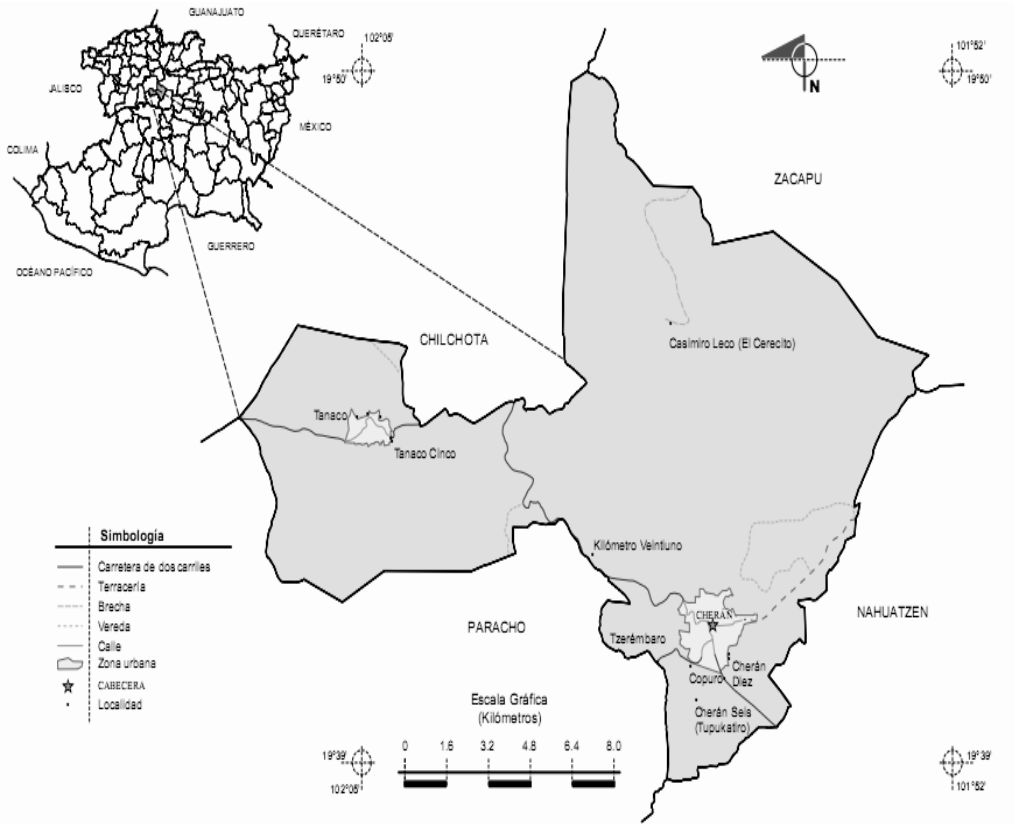 GUANAJUATO
QUERÉTARO
JALISCO
MÉXICO
COLIMA
GUERRERO
OCÉANO PACÍFICO
102°05'
19°50'
N
101°52'
19°50'
ZACAPU
Casimiro Leco (El Cerecito)
CHILCHOTA
Tanaco
Tanaco Cinco
Kilómetro Veintiuno
CHERÁN
NAHUATZEN
PARACHO
Tzerémbaro
Cherán
Diez
Copuro
Cherán Seis
(Tupukatiro)
Simbología
Carretera de dos carriles
Terracería
Brecha
Vereda
Calle
Zona urbana
CABECERA
Localidad
Escala Gráfica
(Kilómetros)
0 1.6 3.2 4.8 6.4 8.0
19°39'
102°05'
19°39'
101°52'